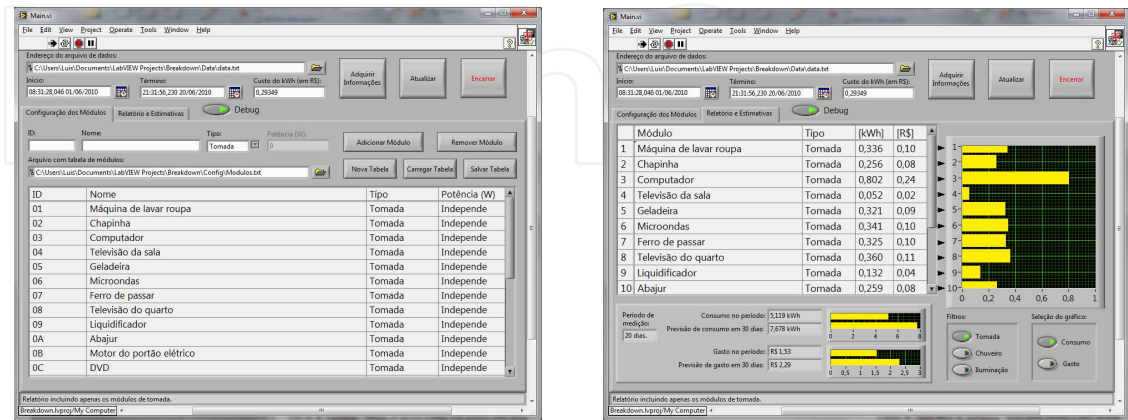 Main.vi
File Edit View Project Operate Tools Window Help
Endereço do arquivo de dados:
C:\Users\Luis\Documents\LabVIEW Projects\Breakdown\Data\data.txt
Início: Término: Custo do kWh (em R$):
08:31:28,046 01/06/2010 21:31:56,230 20/06/2010 0,29349
Adquirir Informações Atualizar Encerrar
Configuração dos Módulos Relatório e Estimativas Debug
ID: Nome: Tipo: Potência (W):
Tomada 0
Adicionar Módulo Remover Módulo
Arquivo com tabela de módulos:
C:\Users\Luis\Documents\LabVIEW Projects\Breakdown\Config\Modulos.txt
Nova Tabela Carregar Tabela Salvar Tabela
ID Nome Tipo Potência (W)
01 Máquina de lavar roupa Tomada Independe
02 Chapinha Tomada Independe
03 Computador Tomada Independe
04 Televisão da sala Tomada Independe
05 Geladeira Tomada Independe
06 Microondas Tomada Independe
07 Ferro de passar Tomada Independe
08 Televisão do quarto Tomada Independe
09 Liquidificador Tomada Independe
0A Abajur Tomada Independe
0B Motor do portão elétrico Tomada Independe
0C DVD Tomada Independe
Relatório incluindo apenas os módulos de tomada.
Breakdown.lvproj/My Computer
Main.vi
File Edit View Project Operate Tools Window Help
Endereço do arquivo de dados:
C:\Users\Luis\Documents\LabVIEW Projects\Breakdown\Data\data.txt
Início: Término: Custo do kWh (em R$):
08:31:28,046 01/06/2010 21:31:56,230 20/06/2010 0,29349
Adquirir Informações Atualizar Encerrar
Configuração dos Módulos Relatório e Estimativas Debug
Módulo Tipo [kWh] [R$]
1 Máquina de lavar roupa Tomada 0,336 0,10
2 Chapinha Tomada 0,256 0,08
3 Computador Tomada 0,802 0,24
4 Televisão da sala Tomada 0,052 0,02
5 Geladeira Tomada 0,321 0,09
6 Microondas Tomada 0,341 0,10
7 Ferro de passar Tomada 0,325 0,10
8 Televisão do quarto Tomada 0,360 0,11
9 Liquidificador Tomada 0,132 0,04
10 Abajur Tomada 0,259 0,08
1
2
3
4
5
6
7
8
9
10
0 0,2 0,4 0,6 0,8 1
Período de medição:
20 dias.
Consumo no período: 5,119 kWh
Previsão de consumo em 30 dias: 7,678 kWh
0 2 4 6 8
Gasto no período: R$ 1,53
Previsão de gasto em 30 dias: R$ 2,29
0 0,5 1 1,5 2 2,5 3
Filtros:
Tomada
Chuveiro
Iluminação
Seleção do gráfico:
Consumo
Gasto
Relatório incluindo apenas os módulos de tomada.
Breakdown.lvproj/My Computer